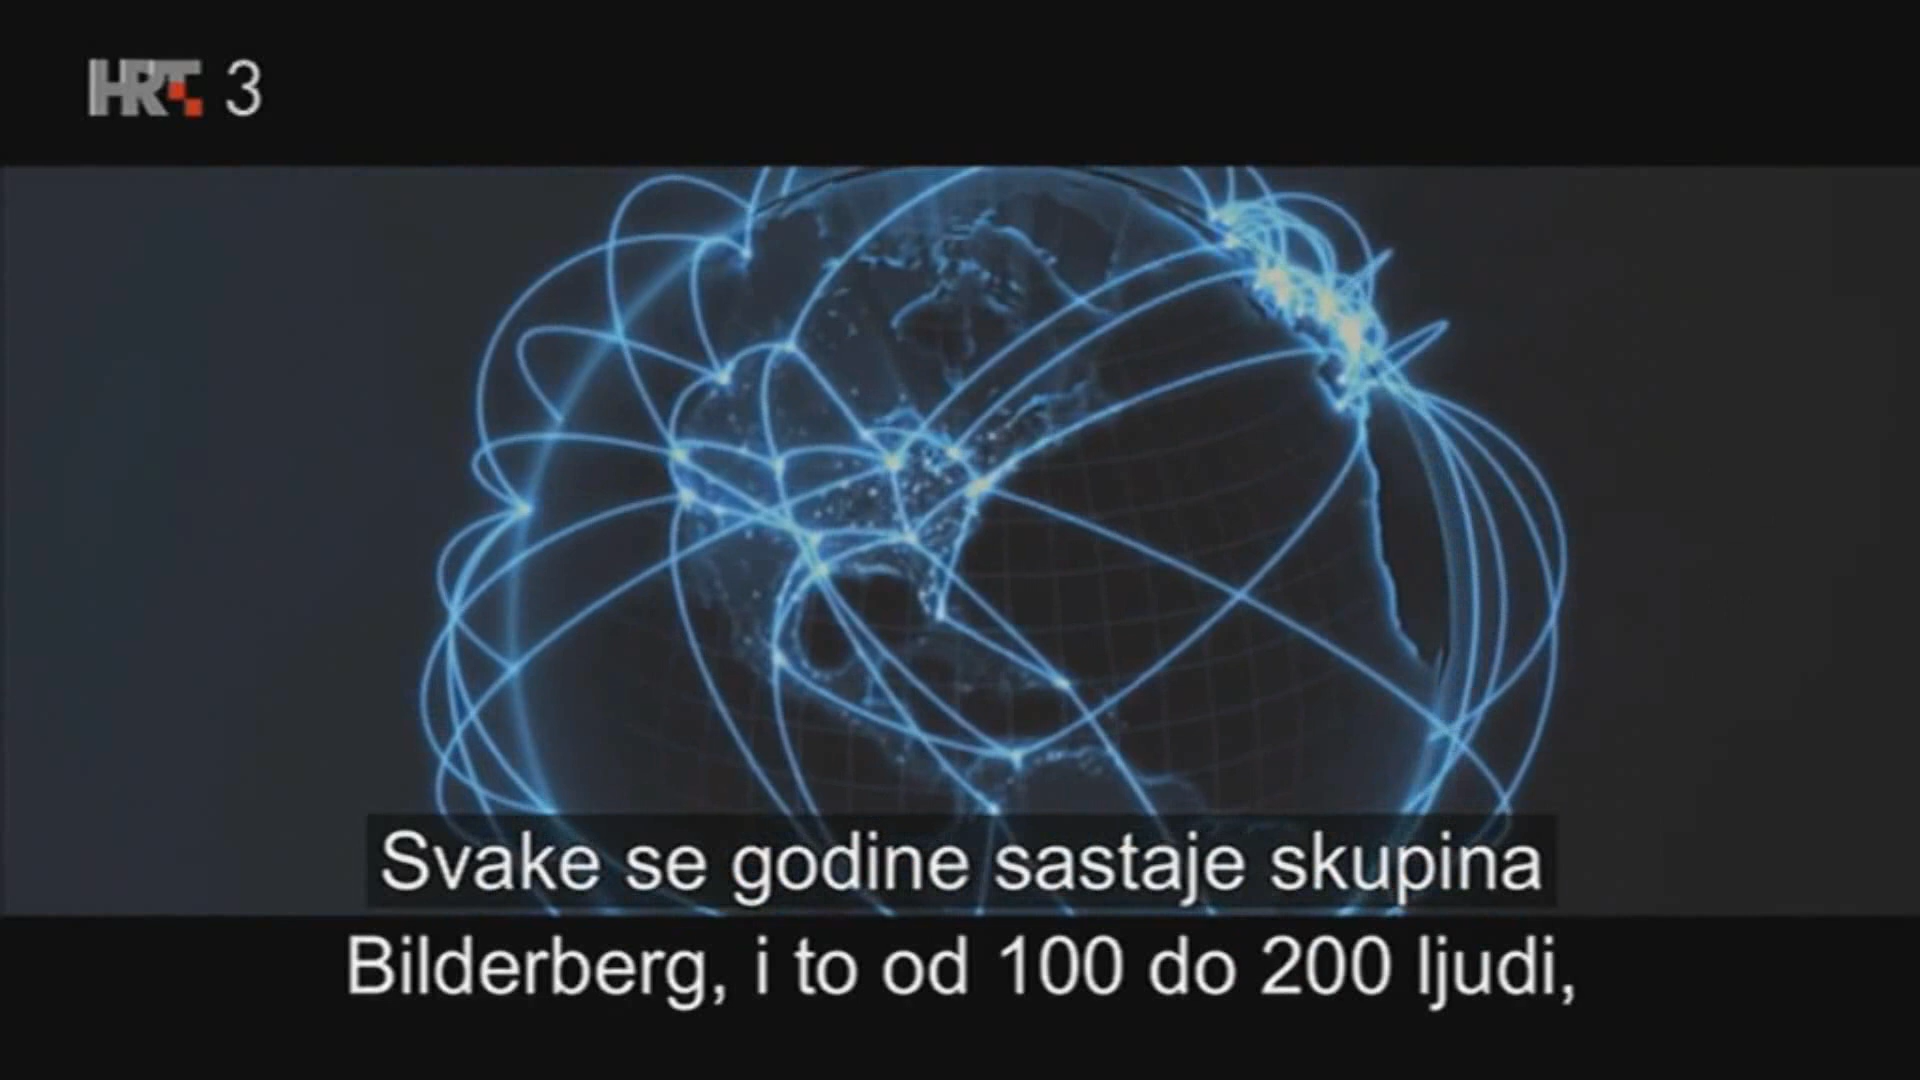 HRT 3
Svake se godine sastaje skupina
Bilderberg, i to od 100 do 200 ljudi,